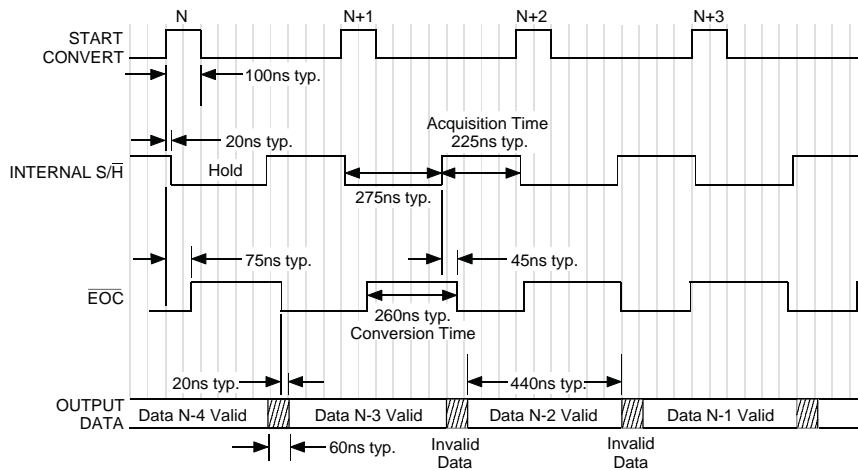 N N+1 N+2 N+3
START
CONVERT
100ns typ.
Acquisition Time
20ns typ. 225ns typ.
INTERNAL S/H̅ Hold
275ns typ.
75ns typ. 45ns typ.
E̅O̅C̅
260ns typ.
Conversion Time
20ns typ. 440ns typ.
OUTPUT
DATA Data N-4 Valid Data N-3 Valid Data N-2 Valid Data N-1 Valid
60ns typ. Invalid Invalid
Data Data